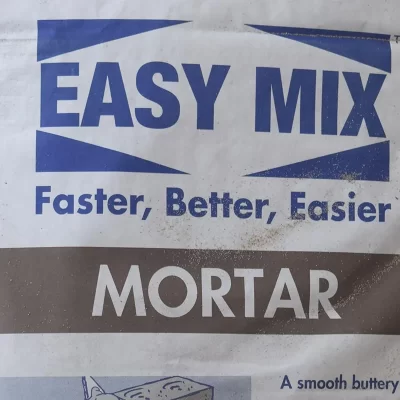 EASY MIX
Faster, Better, Easier
MORTAR
A smooth buttery